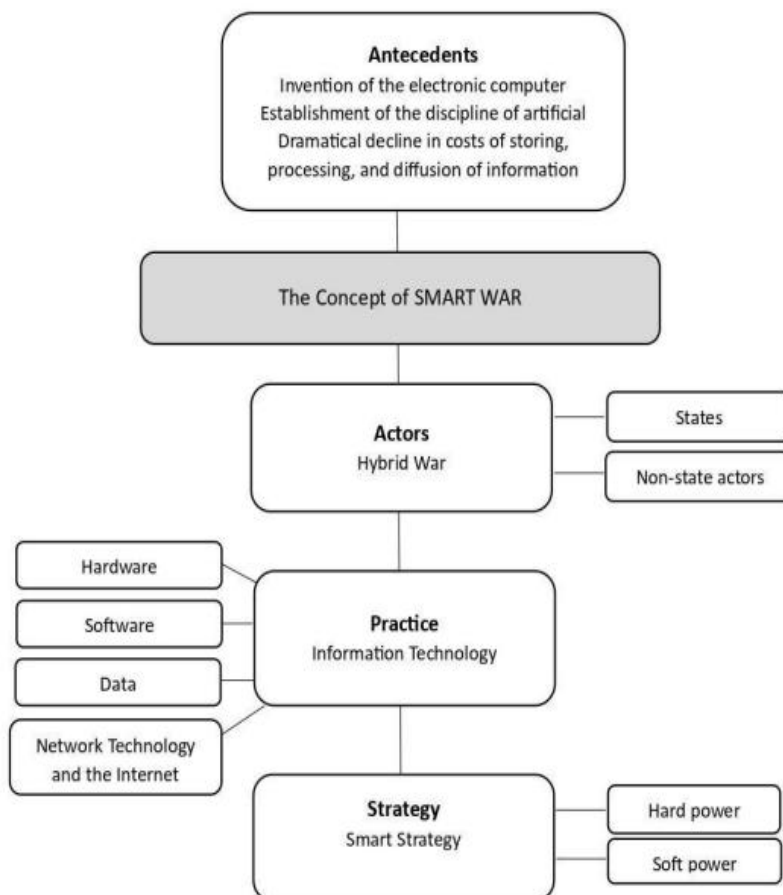 Antecedents
Invention of the electronic computer
Establishment of the discipline of artificial
Dramatical decline in costs of storing,
processing, and diffusion of information
The Concept of SMART WAR
Actors
Hybrid War
States
Non-state actors
Hardware
Software
Data
Network Technology
and the Internet
Practice
Information Technology
Strategy
Smart Strategy
Hard power
Soft power